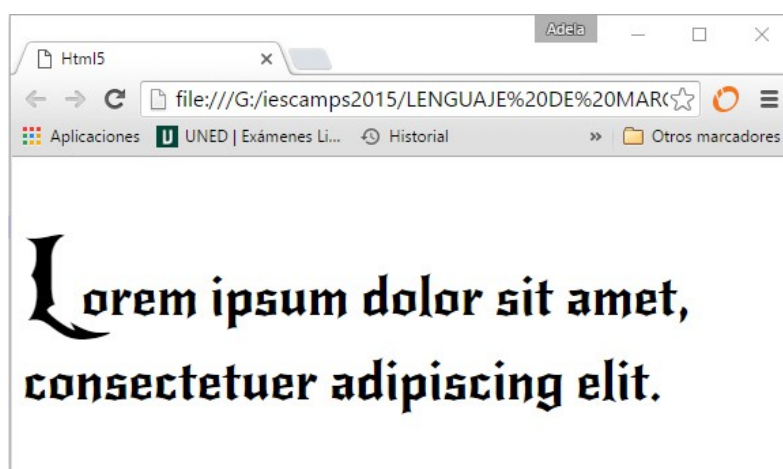 Adela
Html5
file:///G:/iescamps2015/LENGUAJE%20DE%20MAR
Aplicaciones U UNED | Exámenes Li... Historial » Otros marcadores
Lorem ipsum dolor sit amet,
consectetuer adipiscing elit.